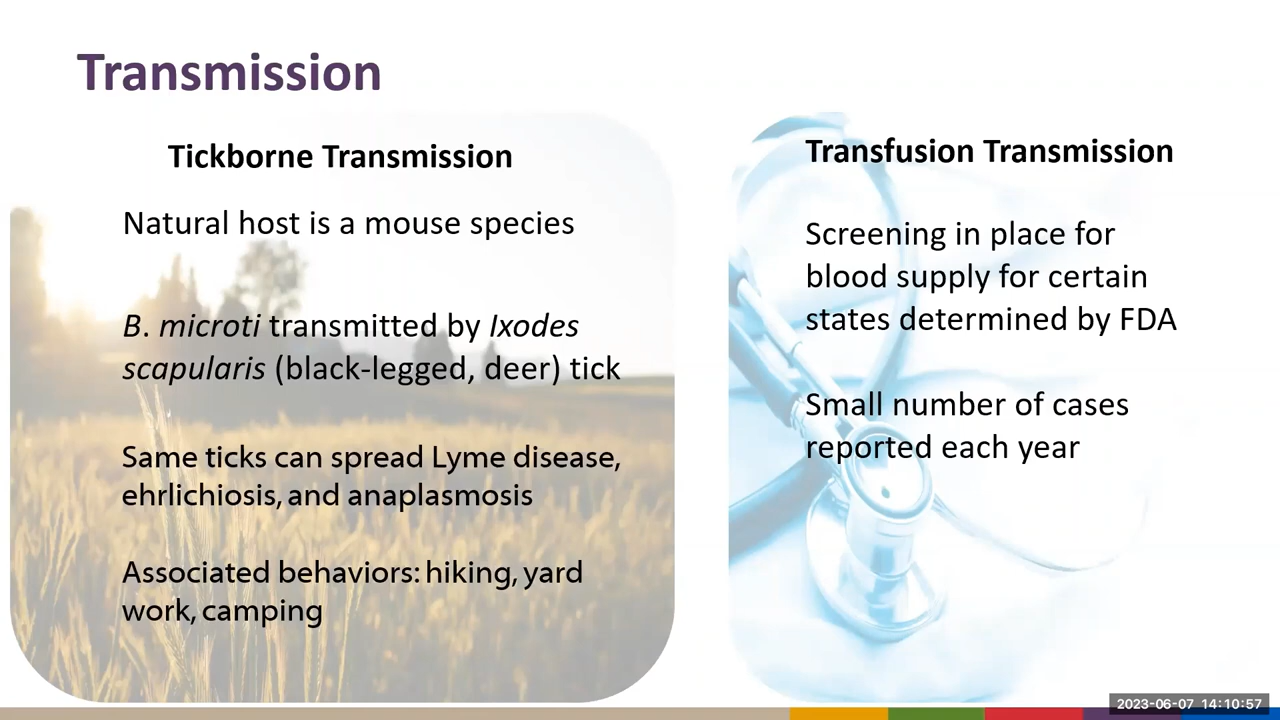 Transmission
Tickborne Transmission
Natural host is a mouse species
B. microti transmitted by Ixodes
scapularis (black-legged, deer) tick
Same ticks can spread Lyme disease,
ehrlichiosis, and anaplasmosis
Associated behaviors: hiking, yard
work, camping
Transfusion Transmission
Screening in place for
blood supply for certain
states determined by FDA
Small number of cases
reported each year
2023-06-07 14:10:57